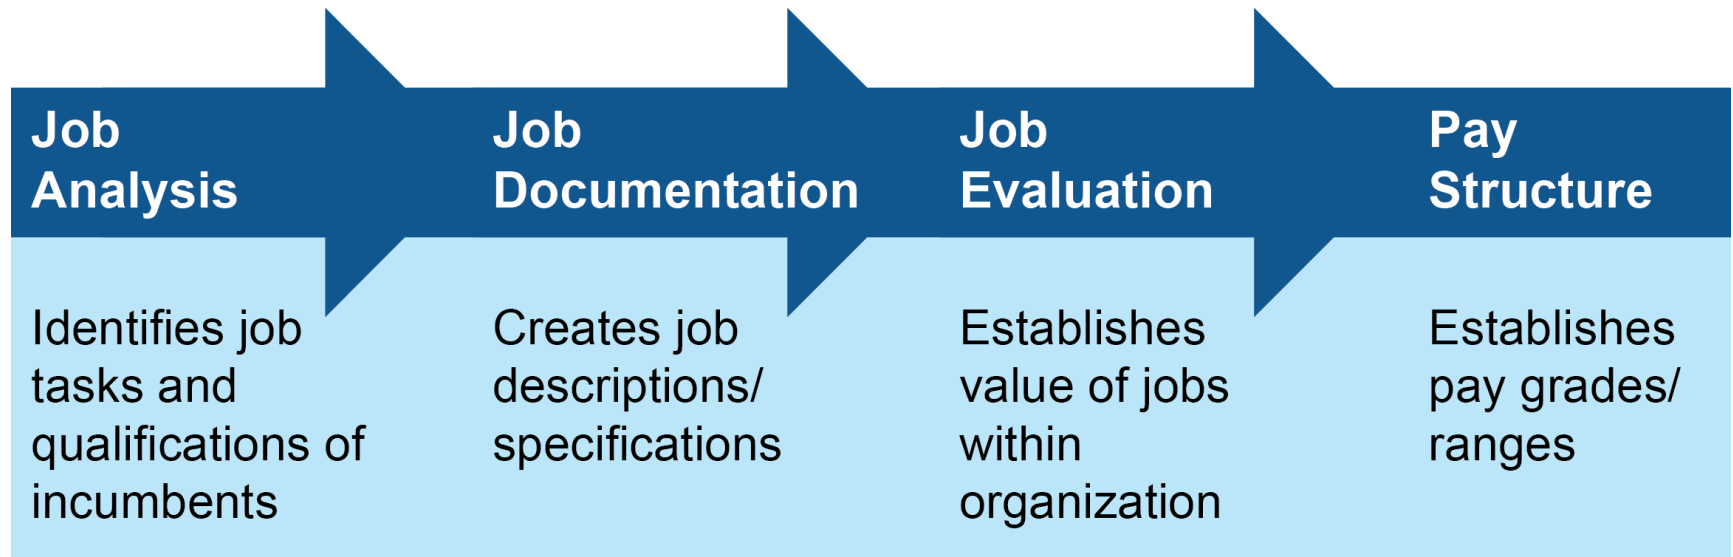 Job
Analysis
Identifies job
tasks and
qualifications of
incumbents
Job
Documentation
Creates job
descriptions/
specifications
Job
Evaluation
Establishes
value of jobs
within
organization
Pay
Structure
Establishes
pay grades/
ranges